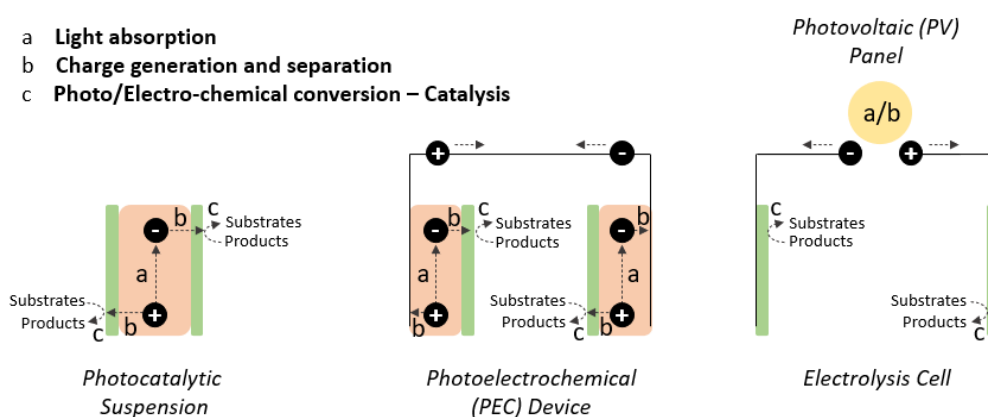 a Light absorption
b Charge generation and separation
c Photo/Electro-chemical conversion – Catalysis
Photovoltaic (PV)
Panel
a/b
- +
+ -
c
b
Substrates
Products
-
a
+
Substrates
Products
b
c
Photocatalytic
Suspension
c
b
Substrates
Products
-
a
b
+
b
-
a
Substrates
Products
b
+
c
Photoelectrochemical
(PEC) Device
c
Substrates
Products
Substrates
Products
c
Electrolysis Cell